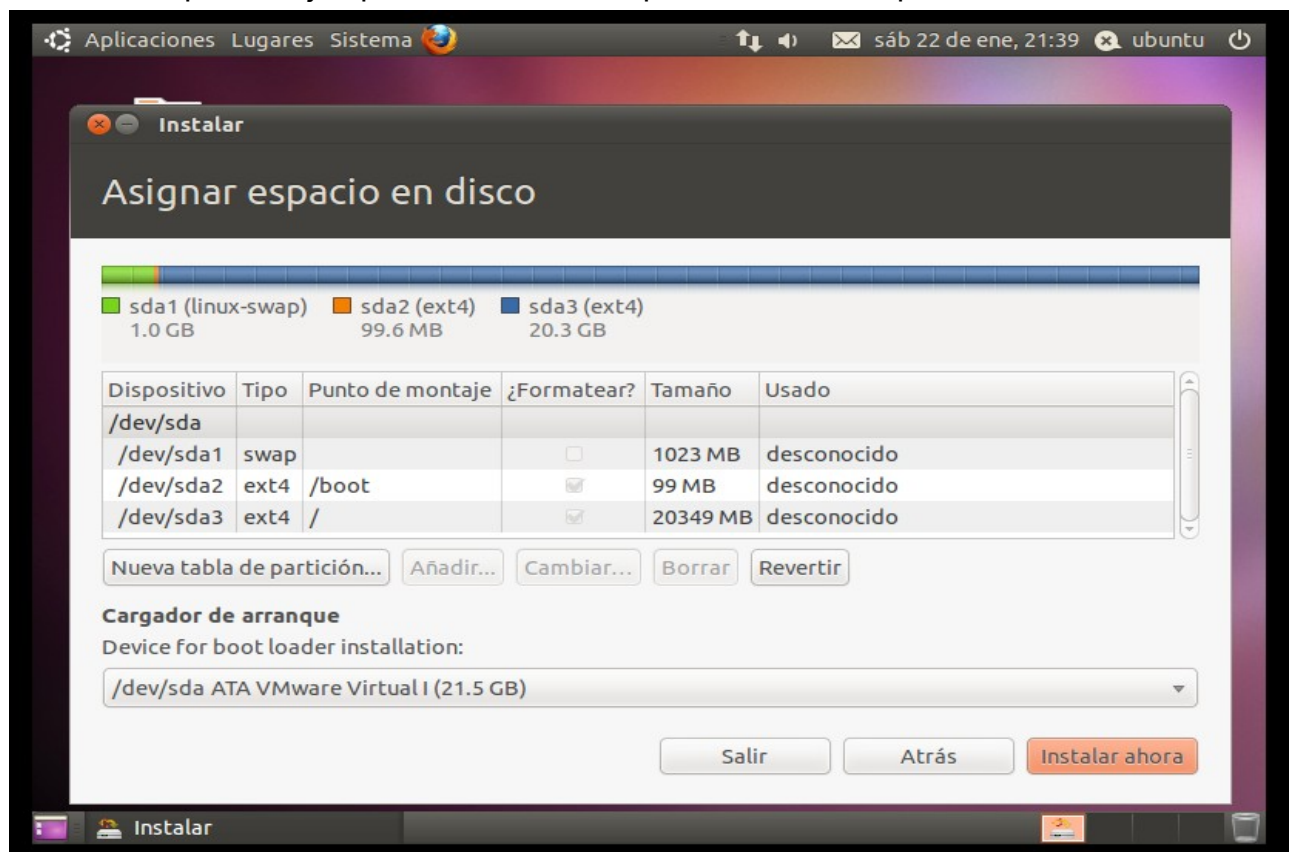 Aplicaciones Lugares Sistema sáb 22 de ene, 21:39 ubuntu
Instalar
Asignar espacio en disco
sda1 (linux-swap) sda2 (ext4) sda3 (ext4)
1.0 GB 99.6 MB 20.3 GB
Dispositivo Tipo Punto de montaje ¿Formatear? Tamaño Usado
/dev/sda
/dev/sda1 swap 1023 MB desconocido
/dev/sda2 ext4 /boot 99 MB desconocido
/dev/sda3 ext4 / 20349 MB desconocido
Nueva tabla de partición... Añadir... Cambiar... Borrar Revertir
Cargador de arranque
Device for boot loader installation:
/dev/sda ATA VMware Virtual I (21.5 GB)
Salir Atrás Instalar ahora
Instalar